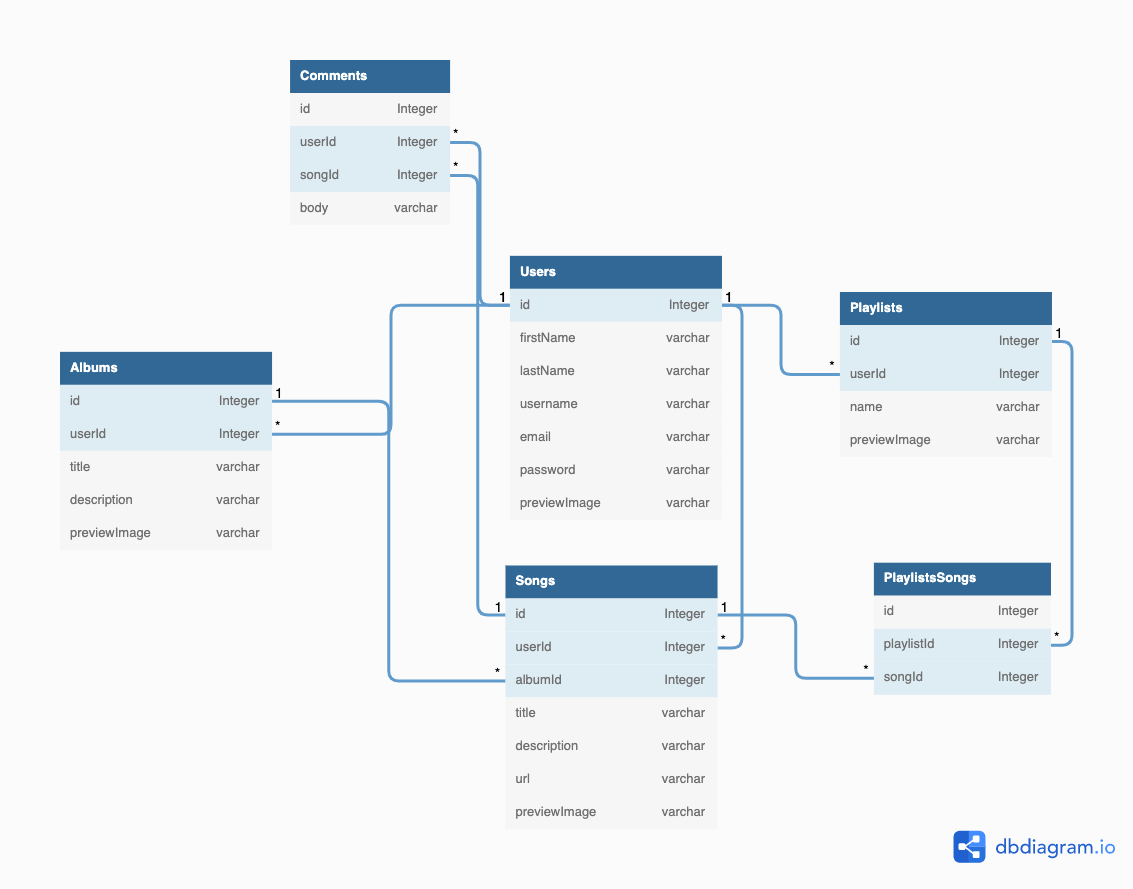 Comments
id Integer
* 
userId Integer
*
songId Integer
body varchar
Users
1
id Integer
1
firstName varchar
lastName varchar
username varchar
email varchar
password varchar
previewImage varchar
Playlists
id Integer
1
*
userId Integer
name varchar
previewImage varchar
Albums
id Integer
1
userId Integer
*
title varchar
description varchar
previewImage varchar
Songs
1
id Integer
1
userId Integer
*
*
albumId Integer
title varchar
description varchar
url varchar
previewImage varchar
PlaylistsSongs
id Integer
playlistId Integer
*
*
songId Integer
dbdiagram.io